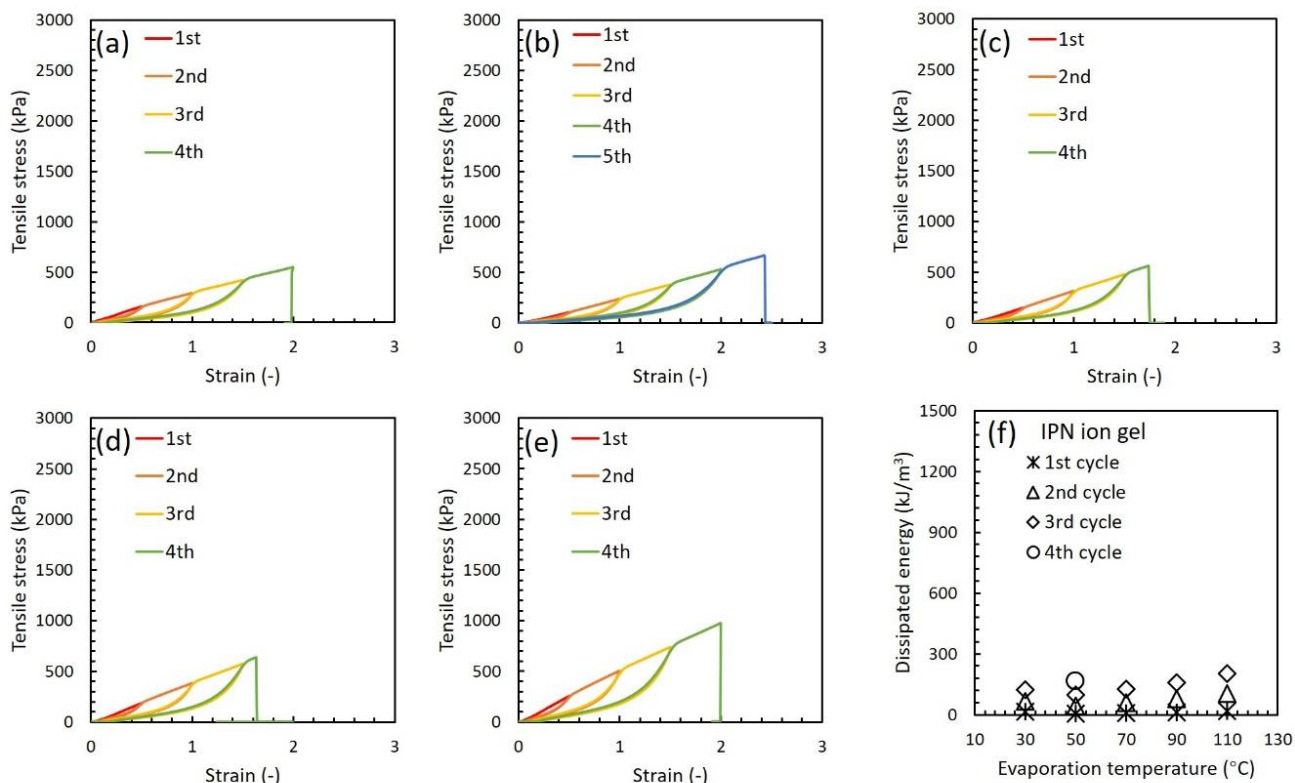 (a)
1st
2nd
3rd
4th
3000
2500
2000
1500
1000
500
0
0 1 2 3
Tensile stress (kPa)
Strain (-)
(b)
1st
2nd
3rd
4th
5th
3000
2500
2000
1500
1000
500
0
0 1 2 3
Tensile stress (kPa)
Strain (-)
(c)
1st
2nd
3rd
4th
3000
2500
2000
1500
1000
500
0
0 1 2 3
Tensile stress (kPa)
Strain (-)
(d)
1st
2nd
3rd
4th
3000
2500
2000
1500
1000
500
0
0 1 2 3
Tensile stress (kPa)
Strain (-)
(e)
1st
2nd
3rd
4th
3000
2500
2000
1500
1000
500
0
0 1 2 3
Tensile stress (kPa)
Strain (-)
(f) IPN ion gel
1st cycle
2nd cycle
3rd cycle
4th cycle
1500
1200
900
600
300
0
10 30 50 70 90 110 130
Dissipated energy (kJ/m³)
Evaporation temperature (°C)